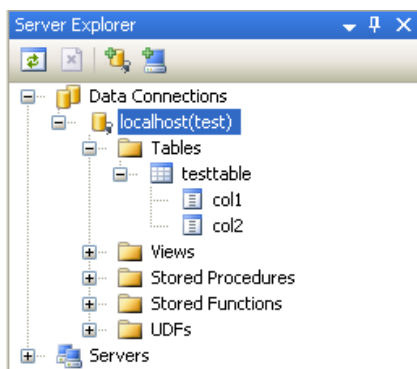 Server Explorer
Data Connections
localhost(test)
Tables
testtable
col1
col2
Views
Stored Procedures
Stored Functions
UDFs
Servers